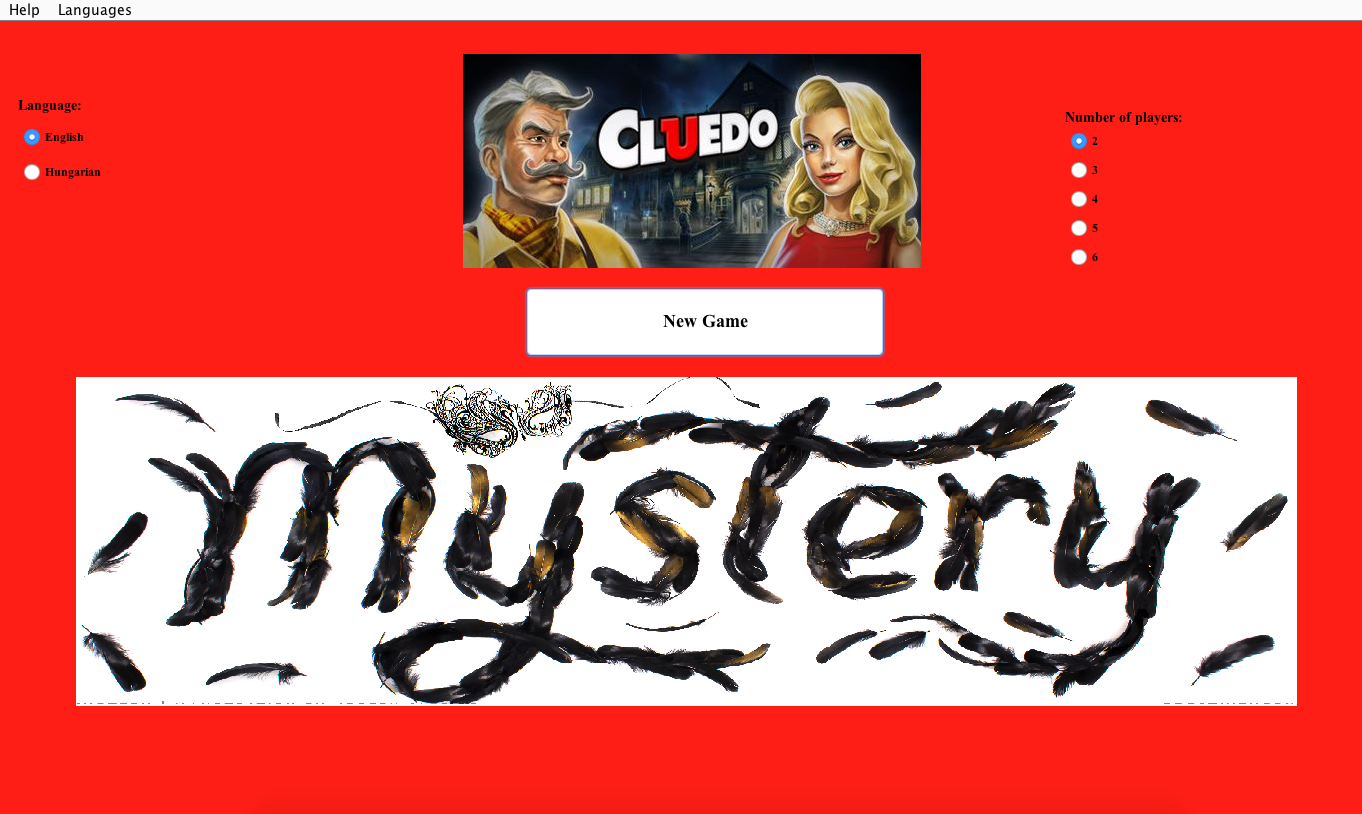 Help Languages
Language:
English
Hungarian
CLUEDO
Number of players:
2
3
4
5
6
New Game
mystery